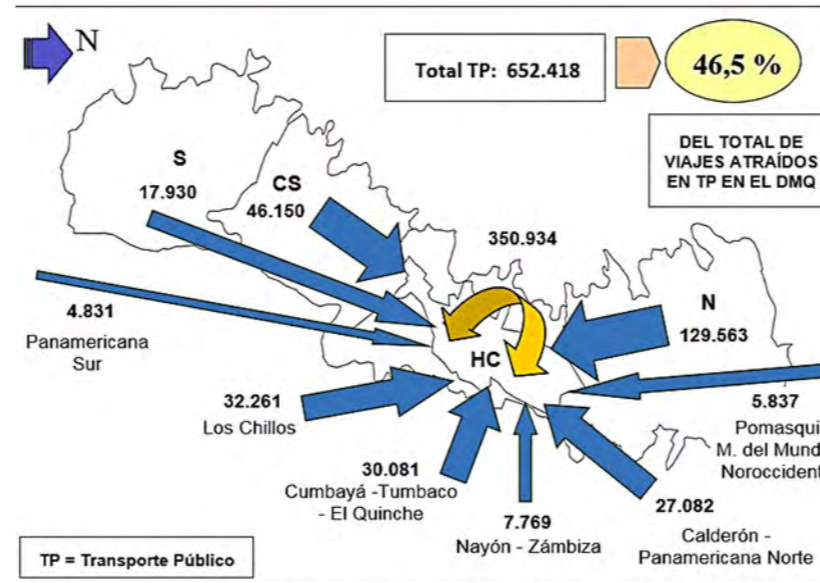 N
Total TP: 652.418
46,5 %
DEL TOTAL DE
VIAJES ATRAÍDOS
EN TP EN EL DMQ
S
17.930
CS
46.150
350.934
N
129.563
HC
4.831
Panamericana
Sur
32.261
Los Chillos
30.081
Cumbayá -Tumbaco
- El Quinche
7.769
Nayón - Zámbiza
27.082
Calderón -
Panamericana Norte
5.837
Pomasqui
M. del Mund
Noroccident
TP = Transporte Público